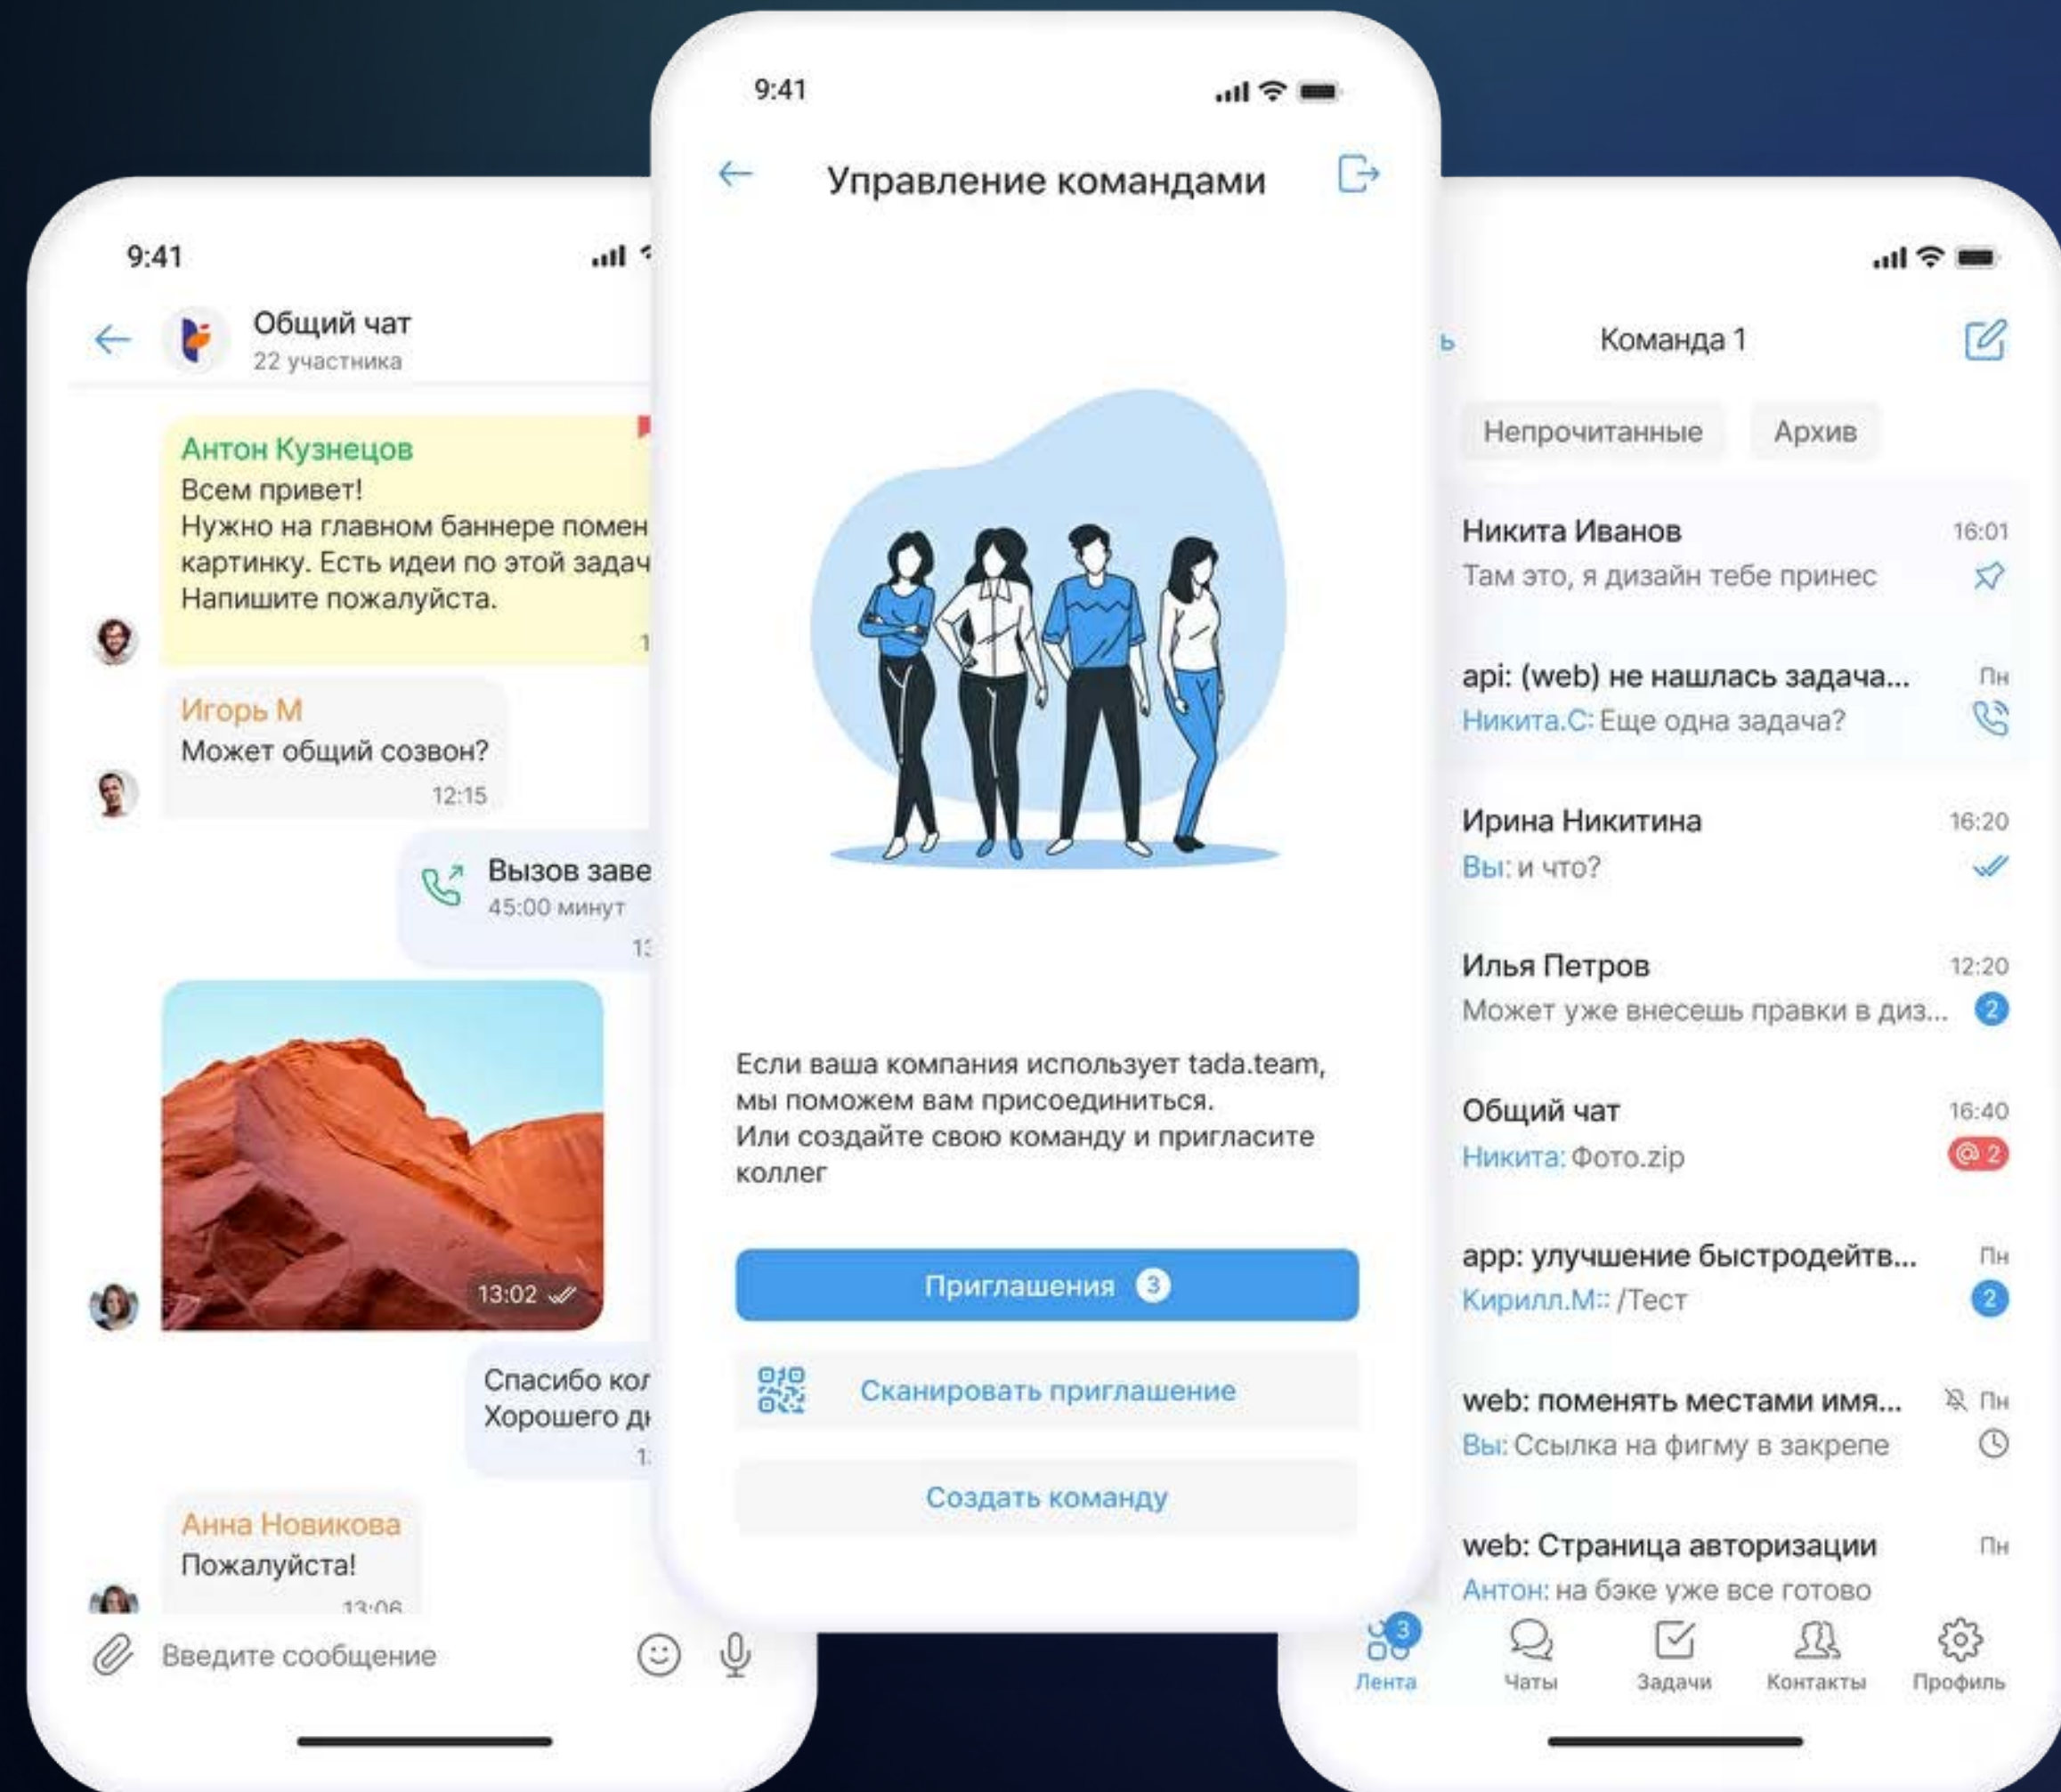 9:41
Общий чат
22 участника
Антон Кузнецов
Всем привет!
Нужно на главном баннере
картинку. Есть идеи по этой
Напишите пожалуйста.
Игорь М
Может общий созвон?
12:15
Вызов
45:00 минут
13:02
Спасибо
Хорошего
Анна Новикова
Пожалуйста!
13:06
Введите сообщение
9:41
Управление командами
Если ваша компания использует tada.team,
мы поможем вам присоединиться.
Или создайте свою команду и пригласите
коллег
Приглашения 3
Сканировать приглашение
Создать команду
Команда 1
Непрочитанные Архив
Никита Иванов 16:01
Там это, я дизайн тебе принес
api: (web) не нашлась задача... Пн
Никита.С: Еще одна задача?
Ирина Никитина 16:20
Вы: и что?
Илья Петров 12:20
Может уже внесешь правки в диз... 2
Общий чат 16:40
Никита: Фото.zip @ 2
app: улучшение быстродейтв... Пн
Кирилл.М:: /Тест 2
web: поменять местами имя... Пн
Вы: Ссылка на фигму в закрепе
web: Страница авторизации Пн
Антон: на бэке уже все готово
3
Лента Чаты Задачи Контакты Профиль